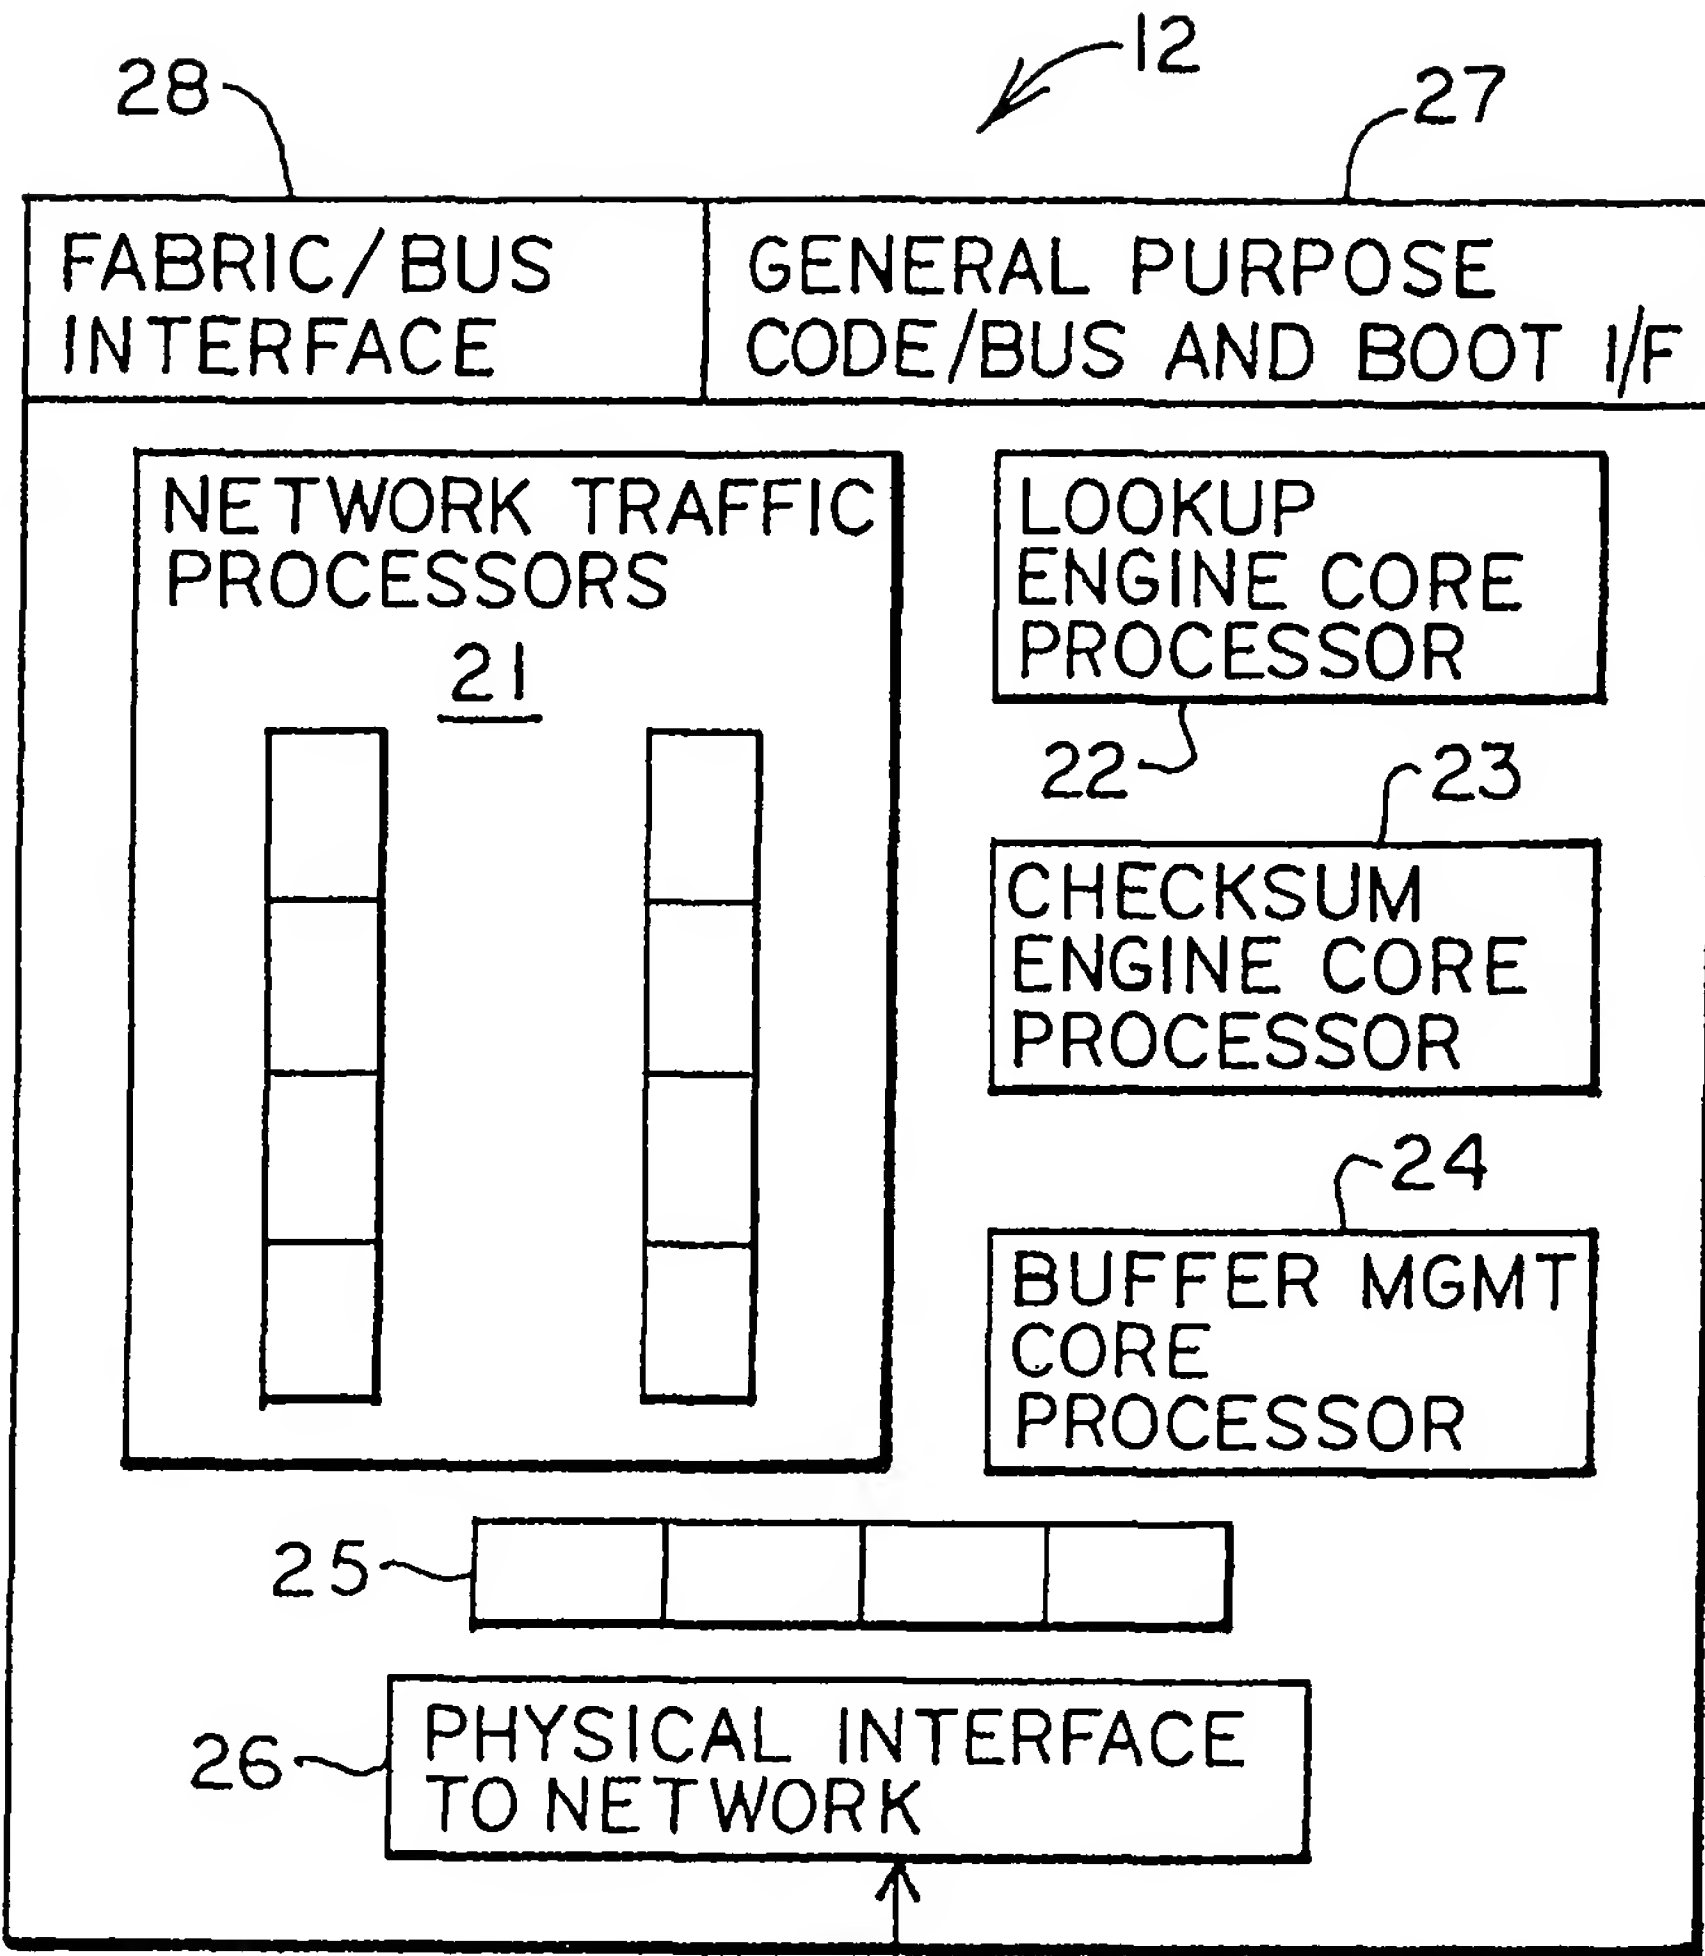 12
28
27
FABRIC/BUS
INTERFACE
GENERAL PURPOSE
CODE/BUS AND BOOT I/F
NETWORK TRAFFIC
PROCESSORS
21
LOOKUP
ENGINE CORE
PROCESSOR
22
23
CHECKSUM
ENGINE CORE
PROCESSOR
24
BUFFER MGMT
CORE
PROCESSOR
25
26
PHYSICAL INTERFACE
TO NETWORK